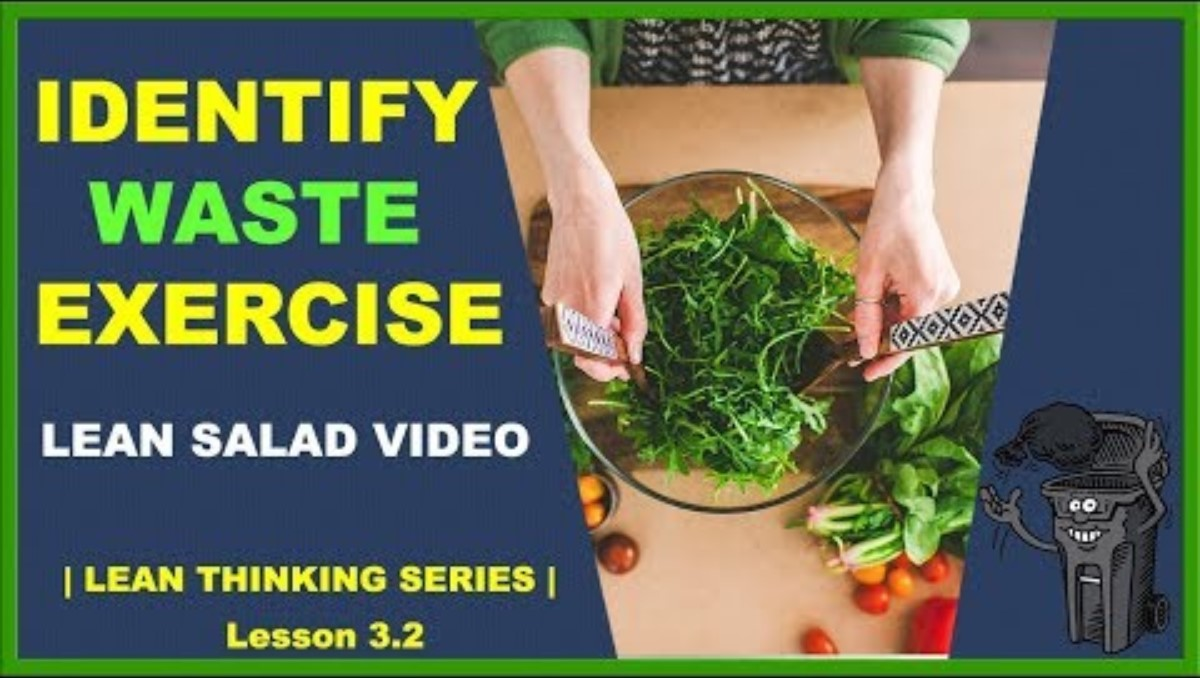 IDENTIFY
WASTE
EXERCISE
LEAN SALAD VIDEO
| LEAN THINKING SERIES |
Lesson 3.2